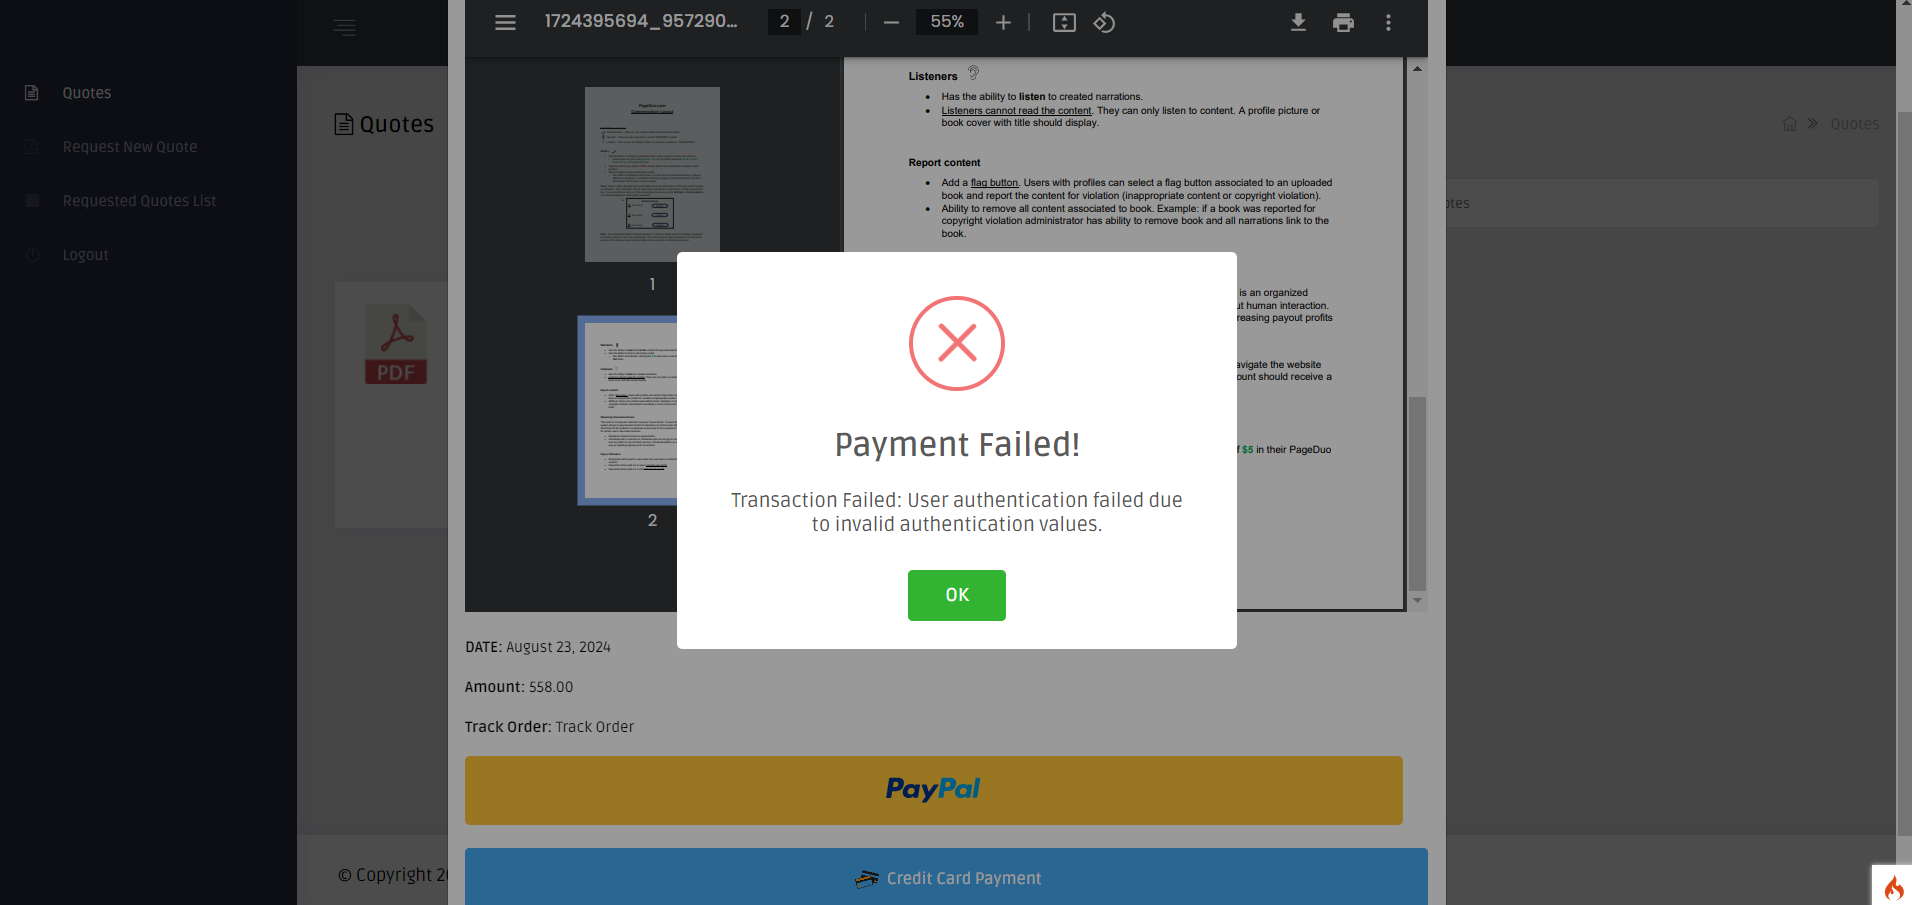 1724395694_957290...
2 / 2
55%
Quotes
Request New Quote
Requested Quotes List
Logout
Quotes
Quotes
otes
PDF
PageDuo.com
Compensation Layout
1
2
Listeners
Has the ability to listen to created narrations.
Listeners cannot read the content. They can only listen to content. A profile picture or
book cover with title should display.
Report content
Add a flag button. Users with profiles can select a flag button associated to an uploaded
book and report the content for violation (inappropriate content or copyright violation).
Ability to remove all content associated to book. Example: if a book was reported for
copyright violation administrator has ability to remove book and all narrations link to the
book.
is an organized
ut human interaction.
reasing payout profits
avigate the website
ount should receive a
f $5 in their PageDuo
Payment Failed!
Transaction Failed: User authentication failed due
to invalid authentication values.
OK
DATE: August 23, 2024
Amount: 558.00
Track Order: Track Order
PayPal
Credit Card Payment
© Copyright 2